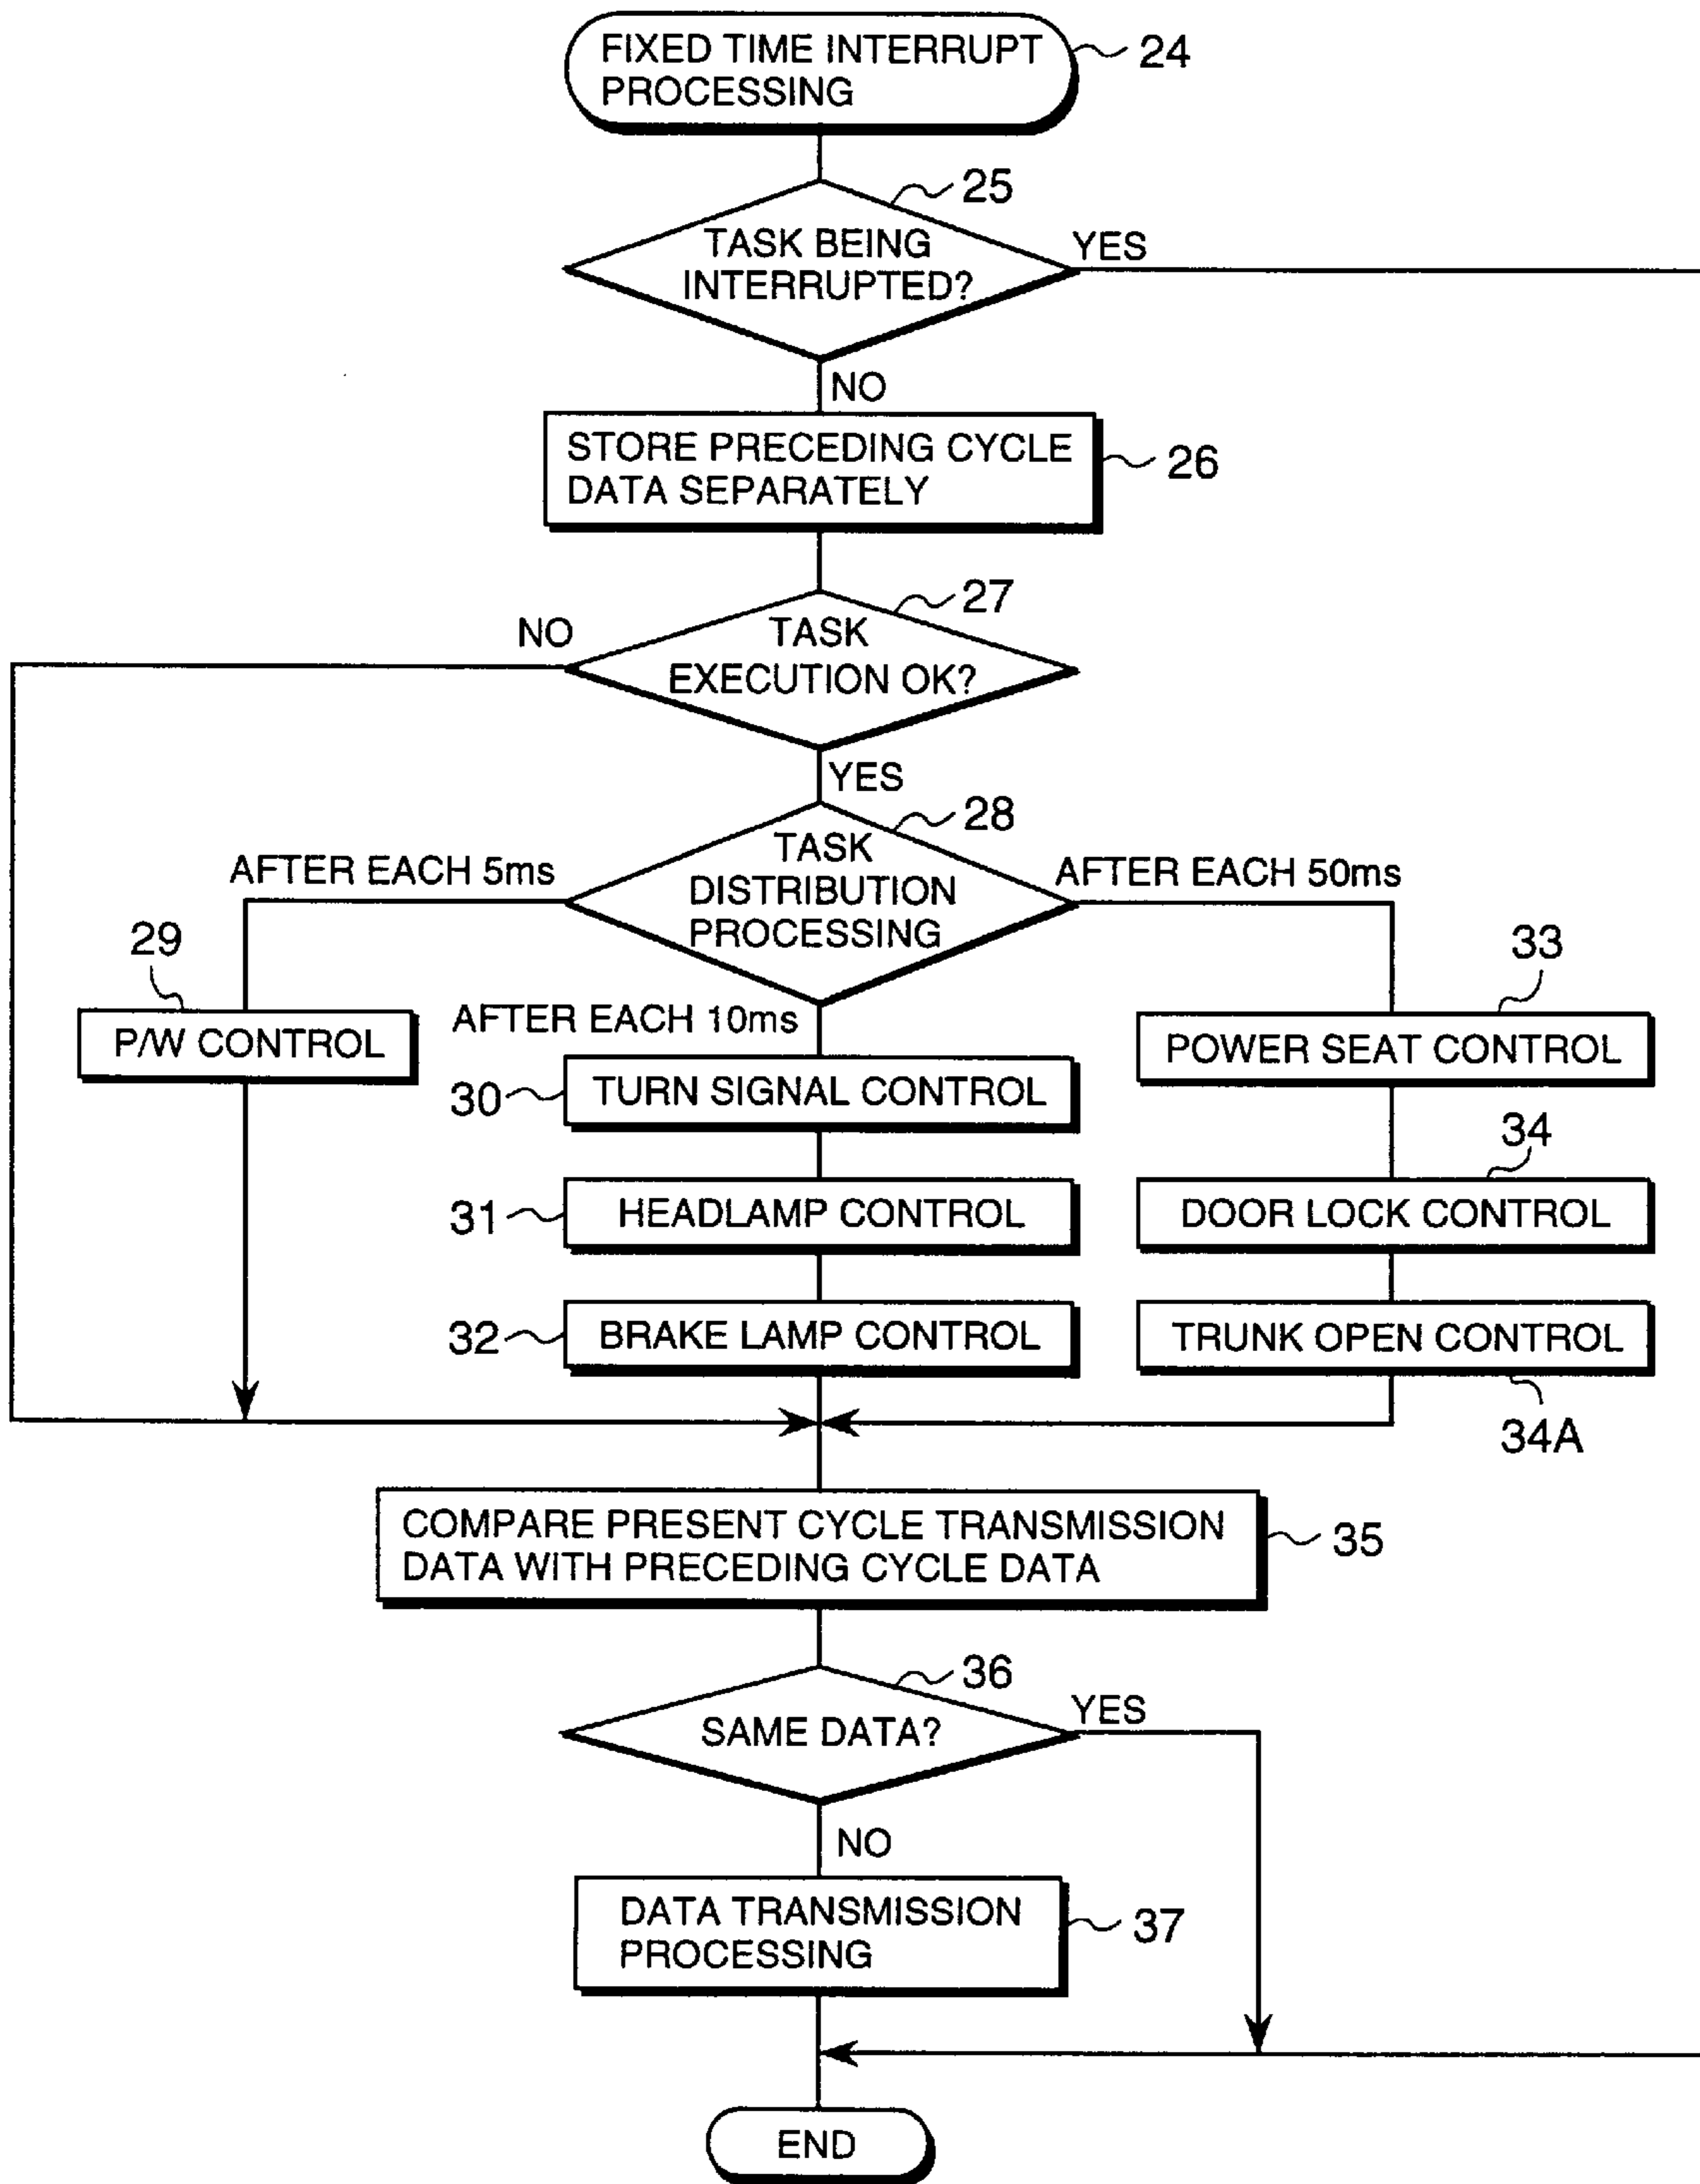 FIXED TIME INTERRUPT
PROCESSING
24
25
TASK BEING
INTERRUPTED?
YES
NO
STORE PRECEDING CYCLE
DATA SEPARATELY
26
27
NO
TASK
EXECUTION OK?
YES
28
TASK
DISTRIBUTION
PROCESSING
AFTER EACH 5ms
AFTER EACH 50ms
29
33
P/W CONTROL
AFTER EACH 10ms
POWER SEAT CONTROL
30
TURN SIGNAL CONTROL
34
31
HEADLAMP CONTROL
DOOR LOCK CONTROL
32
BRAKE LAMP CONTROL
TRUNK OPEN CONTROL
34A
COMPARE PRESENT CYCLE TRANSMISSION
DATA WITH PRECEDING CYCLE DATA
35
36
SAME DATA?
YES
NO
DATA TRANSMISSION
PROCESSING
37
END